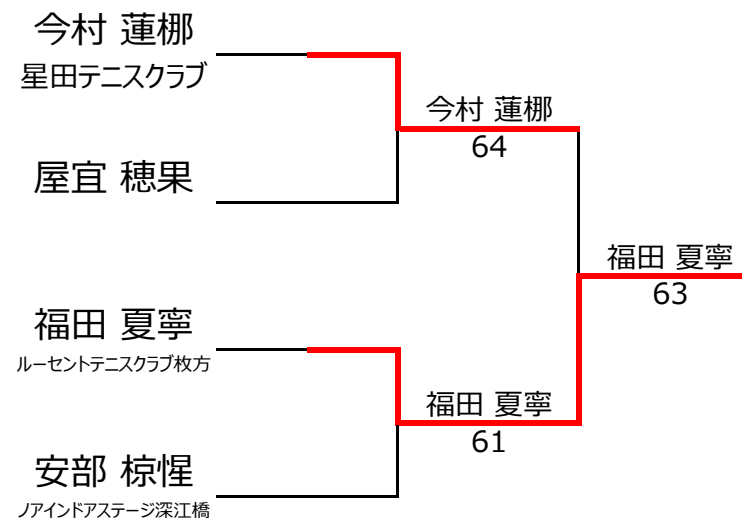 今村 蓮梛
星田テニスクラブ
屋宜 穂果
福田 夏寧
ルーセントテニスクラブ枚方
安部 椋惺
ノアインドアステージ深江橋
今村 蓮梛
64
福田 夏寧
61
福田 夏寧
63